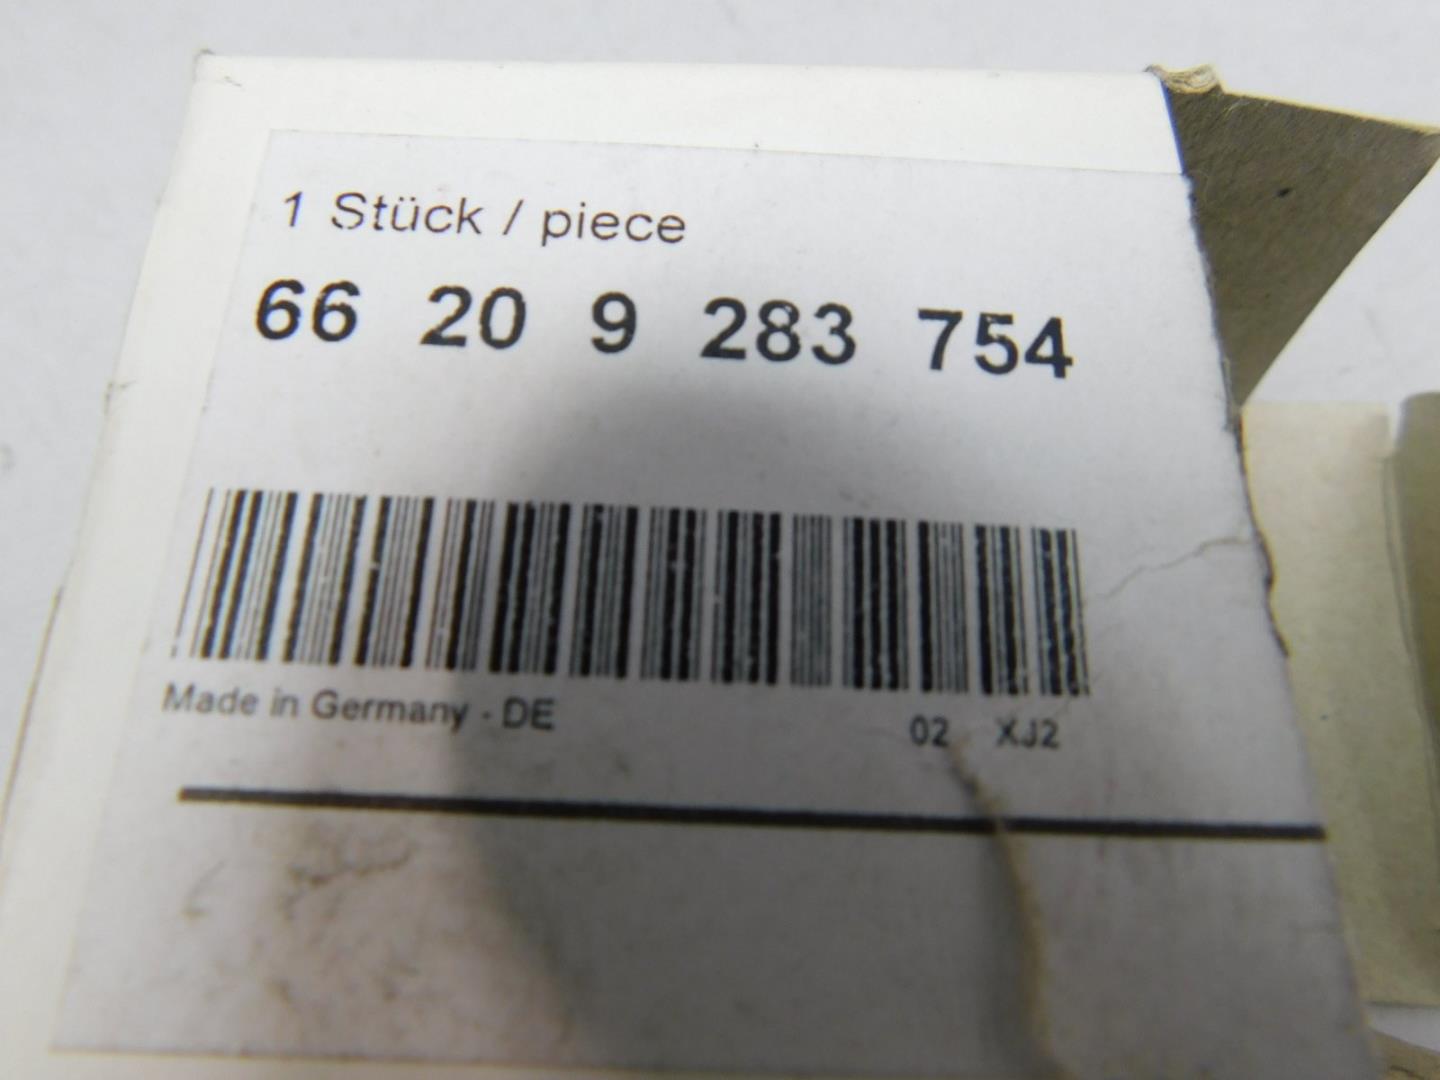 1 Stück / piece
66 20 9 283 754
Made in Germany - DE
02 XJ2